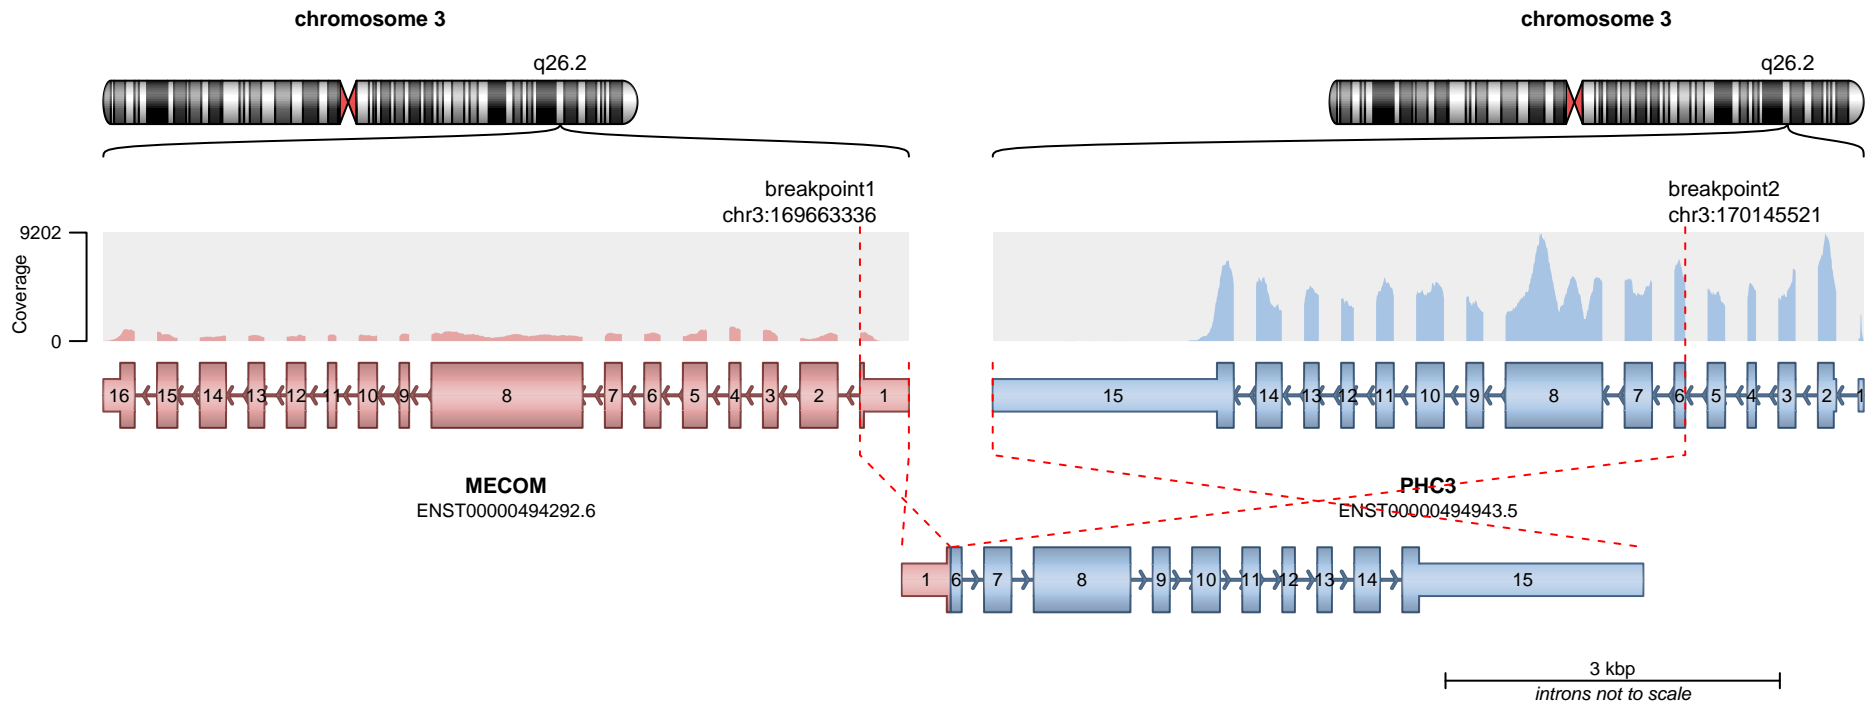 chromosome 3
chromosome 3
q26.2
q26.2
breakpoint1
chr3:169663336
breakpoint2
chr3:170145521
9202
0
Coverage
16 15 14 13 12 11 10 9 8 7 6 5 4 3 2 1
15 14 13 12 11 10 9 8 7 6 5 4 3 2 1
MECOM
ENST00000494292.6
PHC3
ENST00000494943.5
1 6 7 8 9 10 11 12 13 14 15
3 kbp
introns not to scale